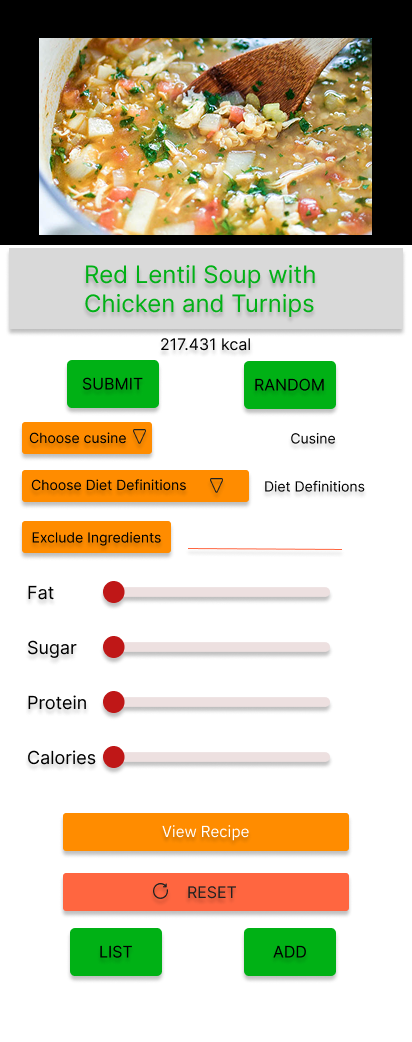 Red Lentil Soup with
Chicken and Turnips
217.431 kcal
SUBMIT
RANDOM
Choose cusine
Cusine
Choose Diet Definitions
Diet Definitions
Exclude Ingredients
Fat
Sugar
Protein
Calories
View Recipe
RESET
LIST
ADD